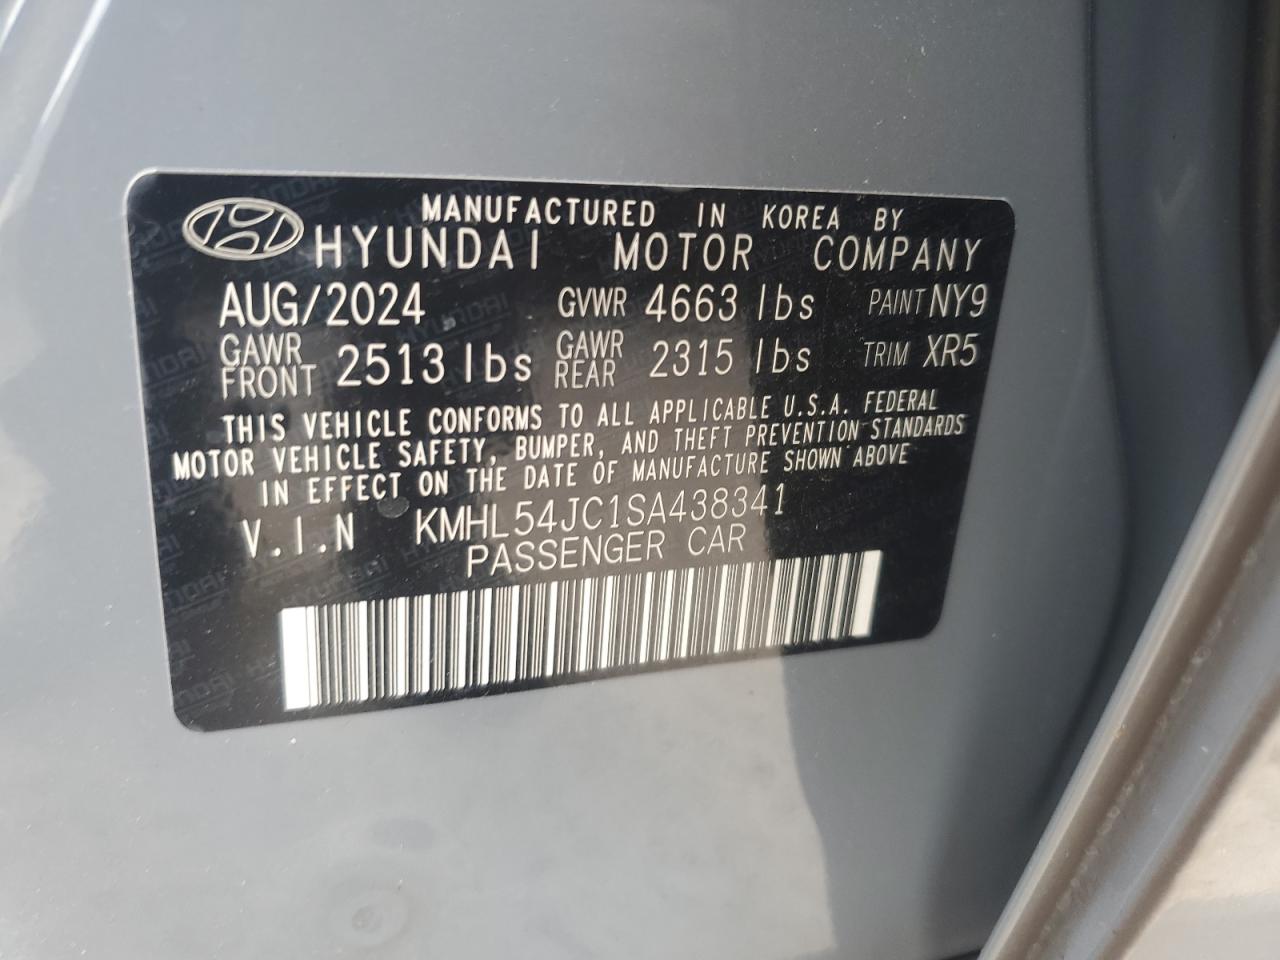 MANUFACTURED IN KOREA BY
HYUNDAI MOTOR COMPANY
AUG/2024 GVWR 4663 lbs PAINT NY9
GAWR FRONT 2513 lbs GAWR REAR 2315 lbs TRIM XR5
THIS VEHICLE CONFORMS TO ALL APPLICABLE U.S.A. FEDERAL
MOTOR VEHICLE SAFETY, BUMPER, AND THEFT PREVENTION STANDARDS
IN EFFECT ON THE DATE OF MANUFACTURE SHOWN ABOVE
V.I.N KMHL54JC1SA438341
PASSENGER CAR